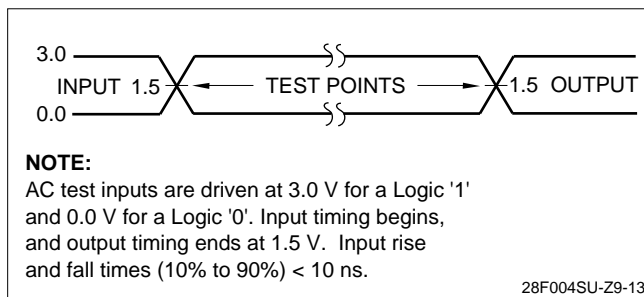 3.0
INPUT 1.5 TEST POINTS 1.5 OUTPUT
0.0
NOTE:
AC test inputs are driven at 3.0 V for a Logic '1'
and 0.0 V for a Logic '0'. Input timing begins,
and output timing ends at 1.5 V. Input rise
and fall times (10% to 90%) < 10 ns.
28F004SU-Z9-13